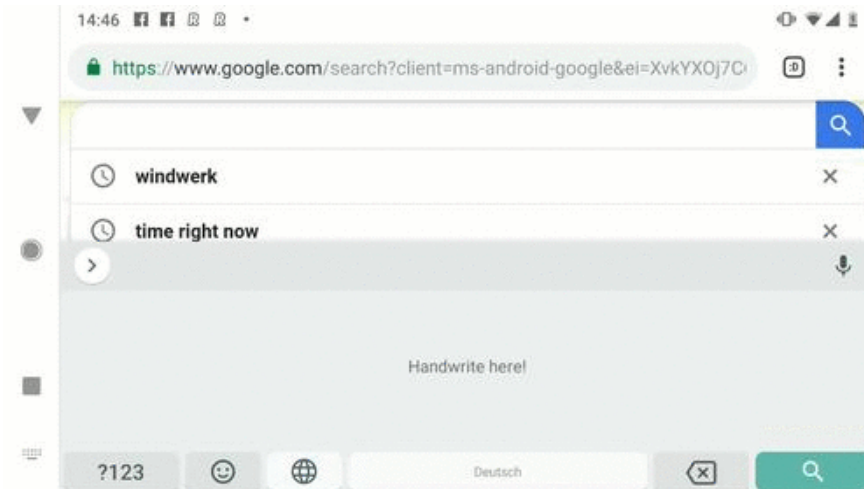 14:46
:D
https://www.google.com/search?client=ms-android-google&ei=XvkYXOj7C
windwerk
time right now
Handwrite here!
?123
Deutsch